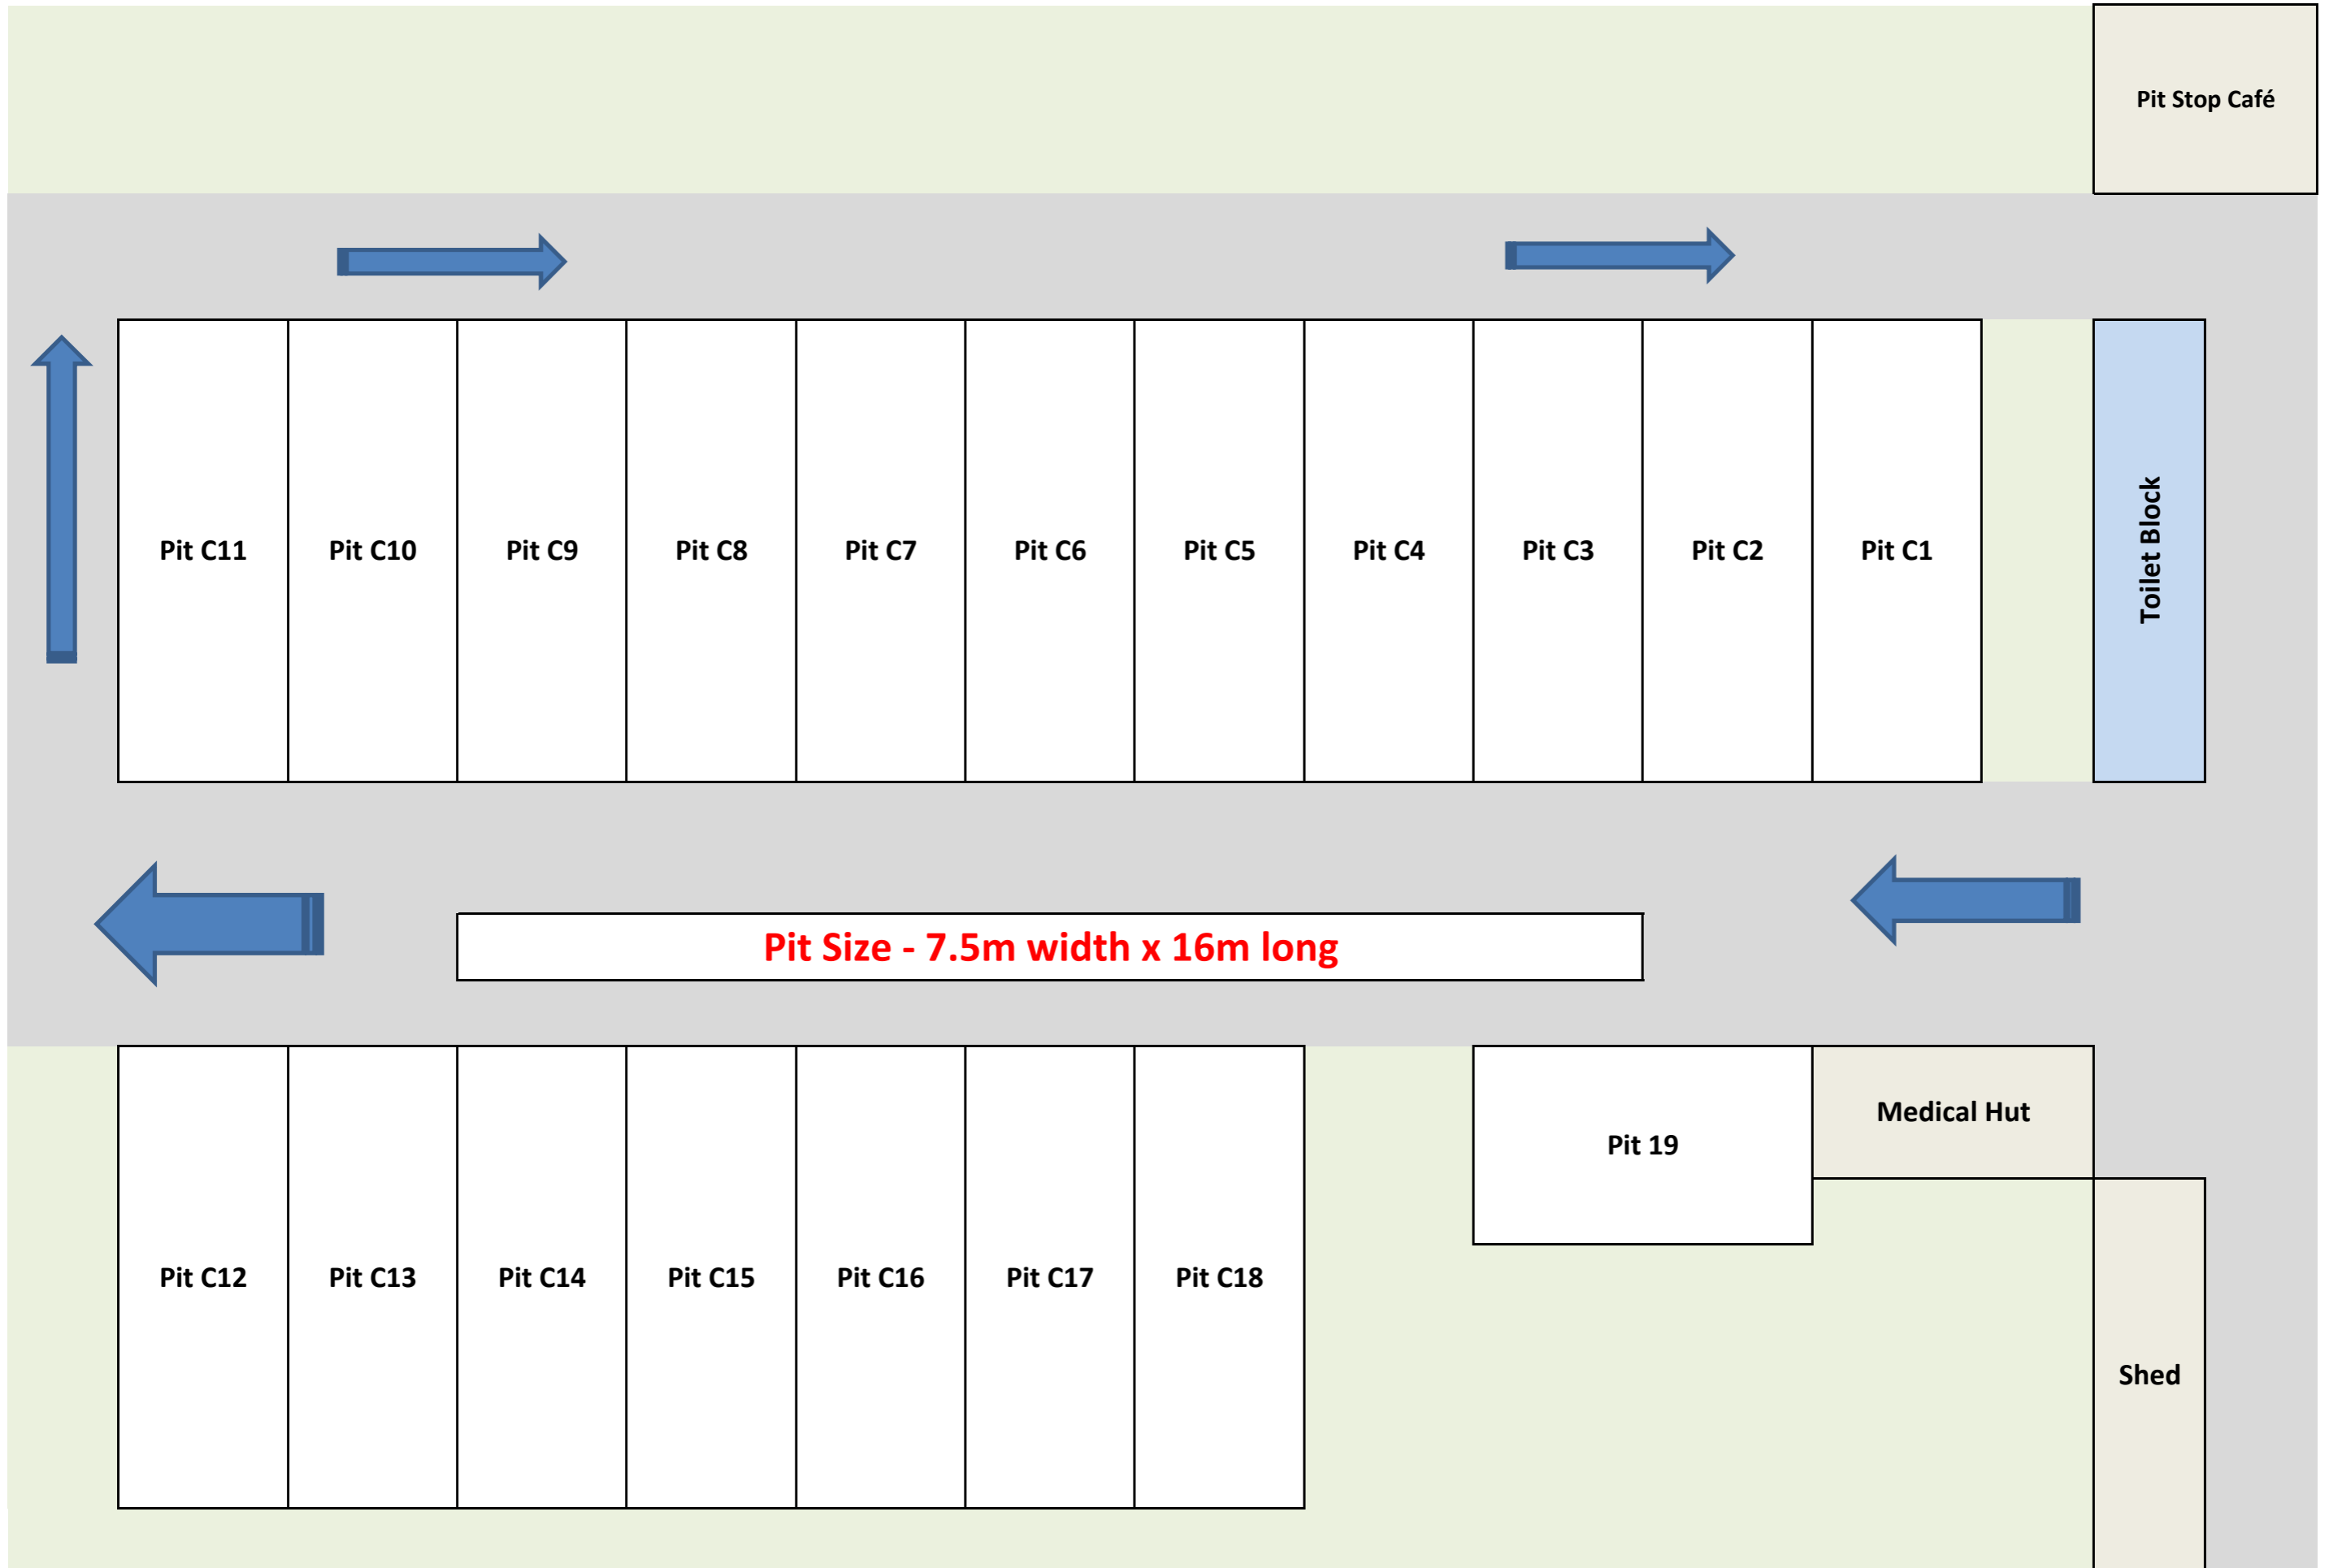 Pit Stop Café
Pit C11
Pit C10
Pit C9
Pit C8
Pit C7
Pit C6
Pit C5
Pit C4
Pit C3
Pit C2
Pit C1
Toilet Block
Pit Size - 7.5m width x 16m long
Medical Hut
Pit 19
Pit C12
Pit C13
Pit C14
Pit C15
Pit C16
Pit C17
Pit C18
Shed